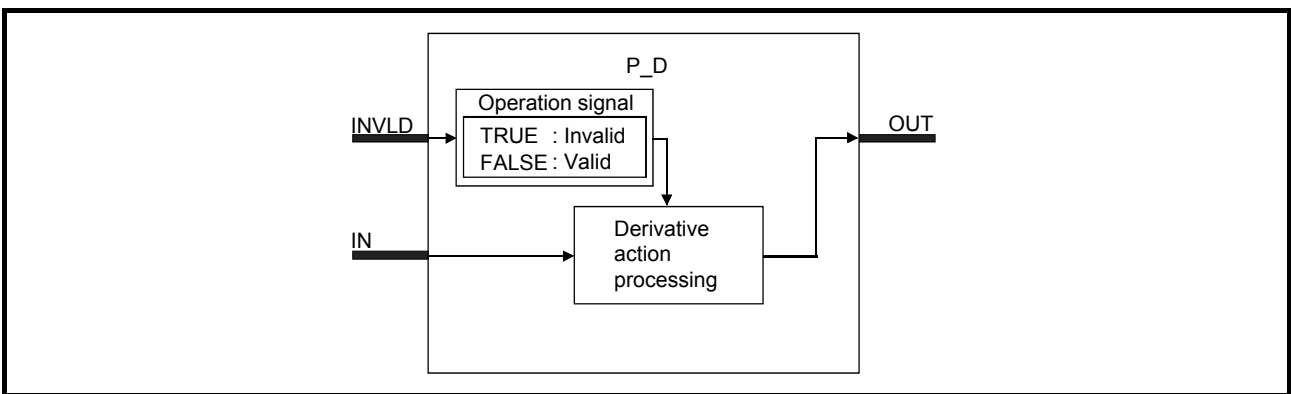 P_D
Operation signal
INVLD
TRUE : Invalid
FALSE : Valid
OUT
IN
Derivative
action
processing